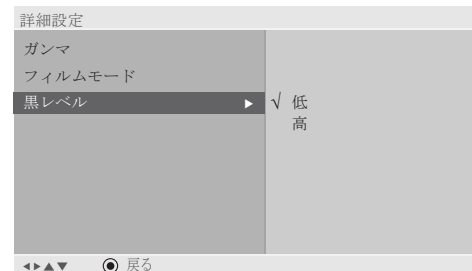 詳細設定
ガンマ
フィルムモード
黒レベル ▶ √ 低
高
◀▶▲▼ ◉ 戻る